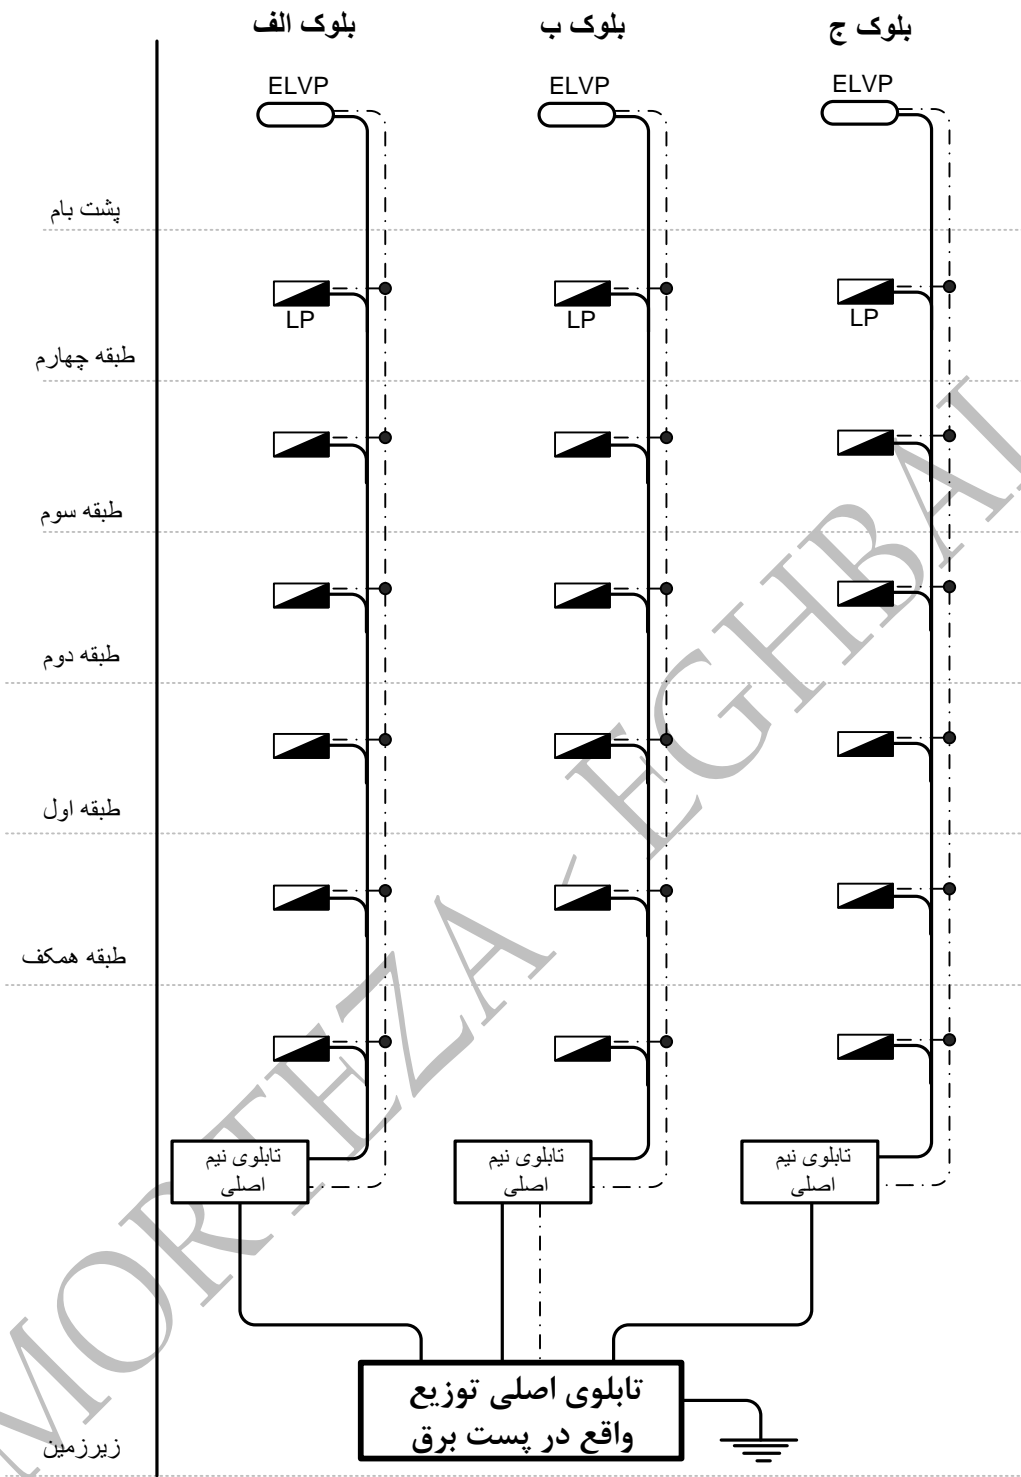 بلوک الف
بلوک ب
بلوک ج
ELVP
ELVP
ELVP
پشت بام
LP
LP
LP
طبقه چهارم
طبقه سوم
طبقه دوم
طبقه اول
طبقه همکف
تابلوی نیم
اصلی
تابلوی نیم
اصلی
تابلوی نیم
اصلی
تابلوی اصلی توزیع
واقع در پست برق
زیرزمین
MORTEZA - EGHBAL